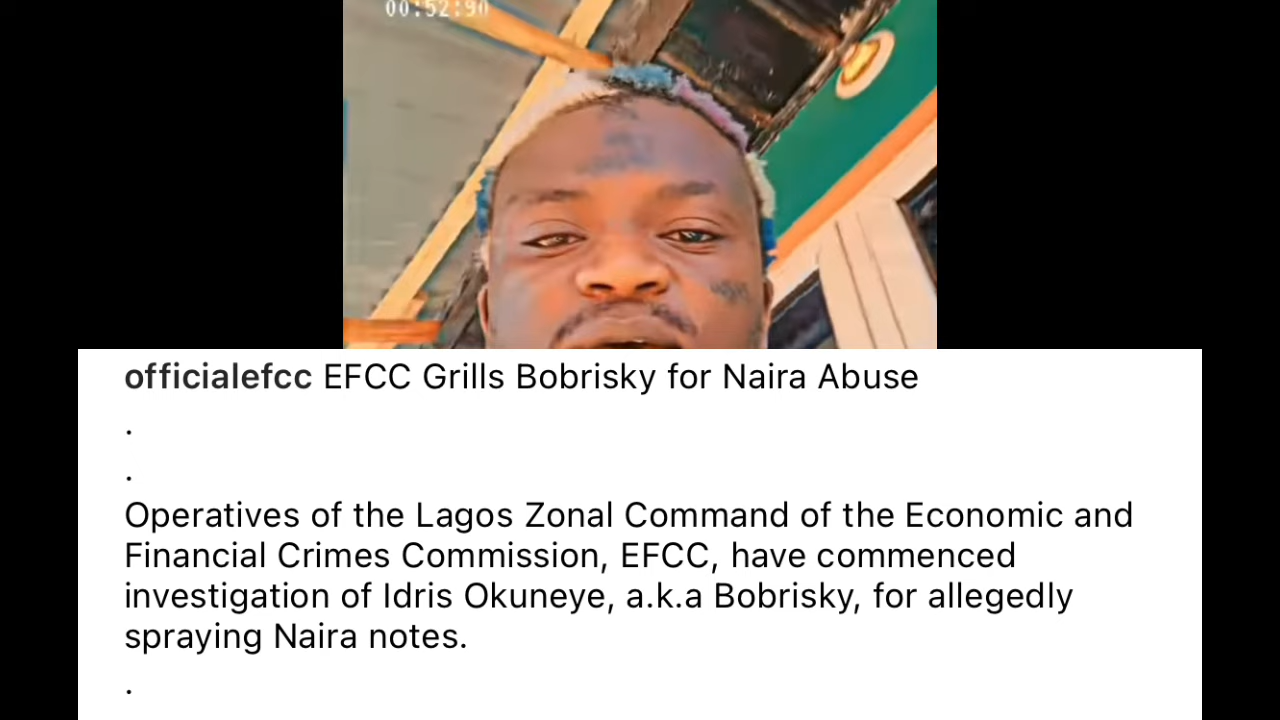 00:52:90
officialefcc EFCC Grills Bobrisky for Naira Abuse
.
.
Operatives of the Lagos Zonal Command of the Economic and
Financial Crimes Commission, EFCC, have commenced
investigation of Idris Okuneye, a.k.a Bobrisky, for allegedly
spraying Naira notes.
.